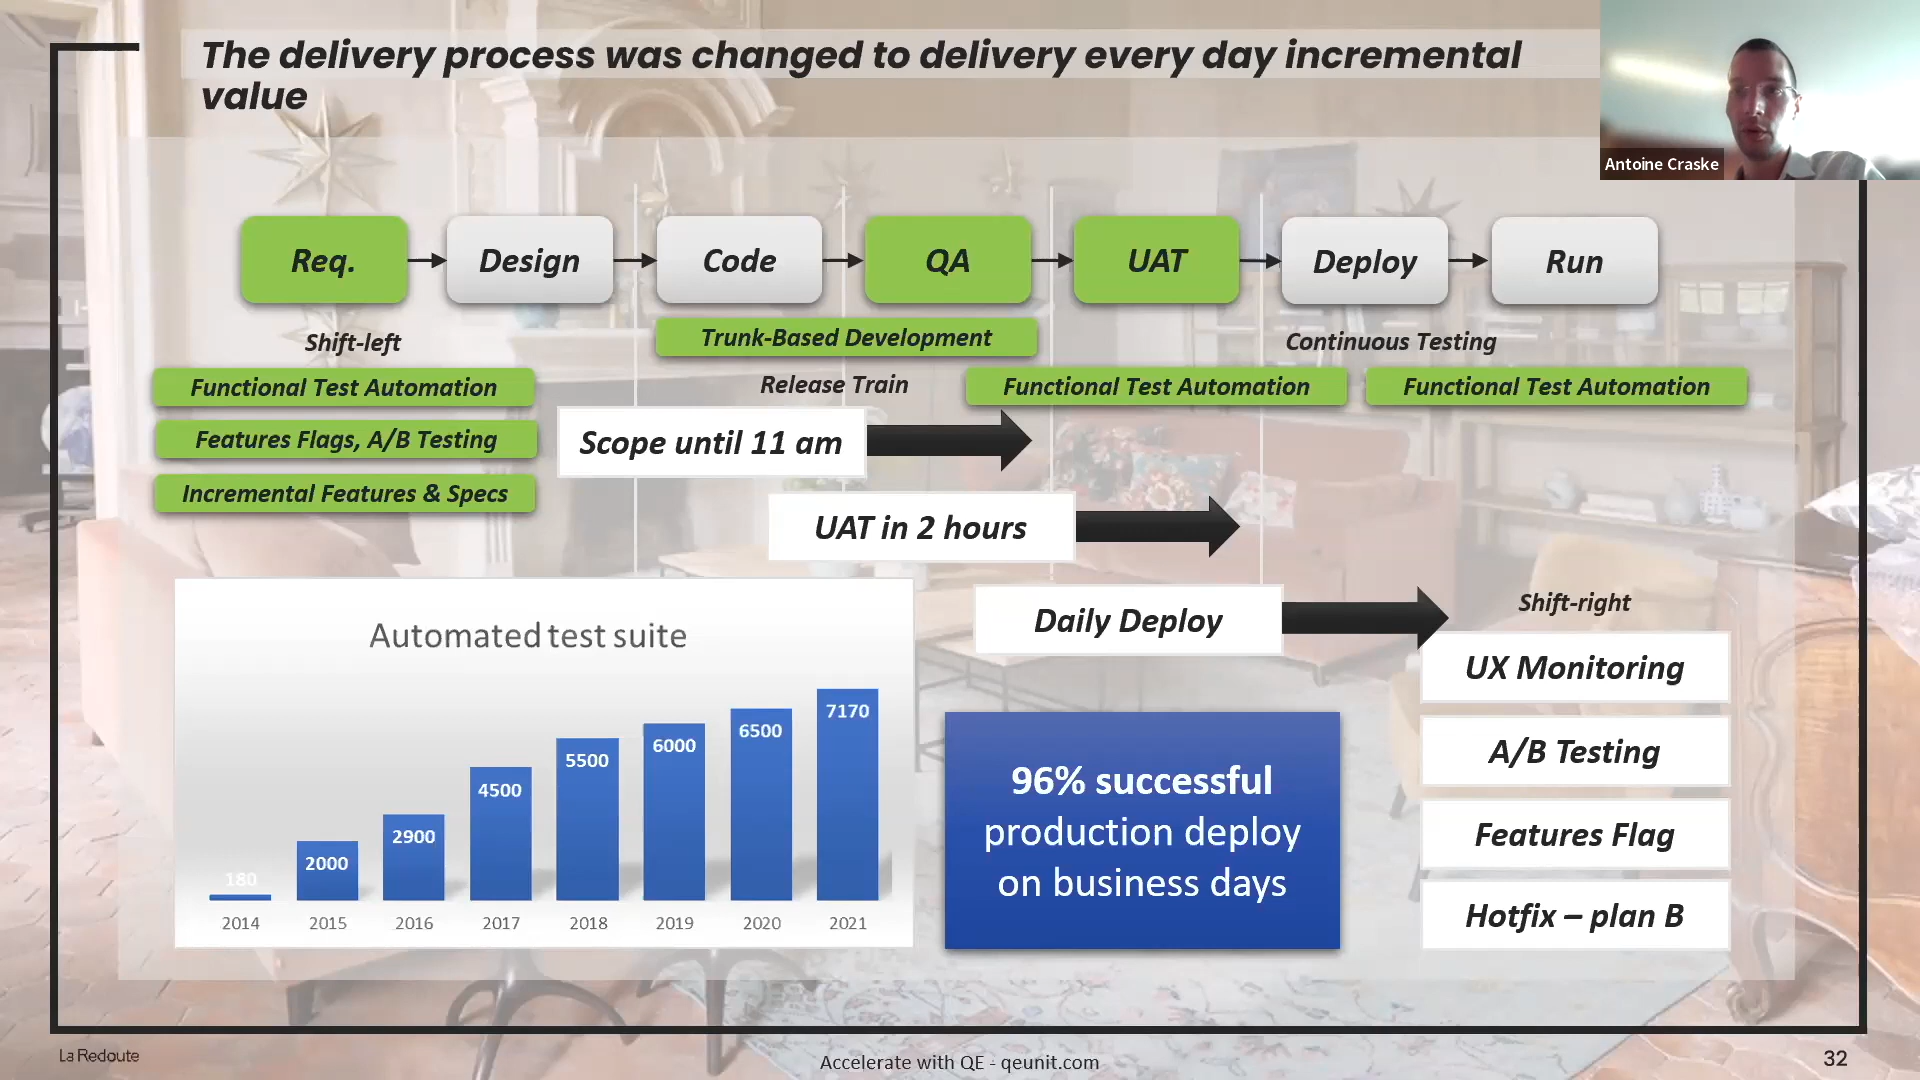 The delivery process was changed to delivery every day incremental
value
Antoine Craske
Req.
Design
Code
QA
UAT
Deploy
Run
Shift-left
Trunk-Based Development
Continuous Testing
Functional Test Automation
Release Train
Functional Test Automation
Functional Test Automation
Features Flags, A/B Testing
Scope until 11 am
Incremental Features & Specs
UAT in 2 hours
Daily Deploy
Shift-right
UX Monitoring
A/B Testing
Features Flag
Hotfix – plan B
Automated test suite
180
2000
2900
4500
5500
6000
6500
7170
2014
2015
2016
2017
2018
2019
2020
2021
96% successful
production deploy
on business days
La Redoute
Accelerate with QE - qeunit.com
32